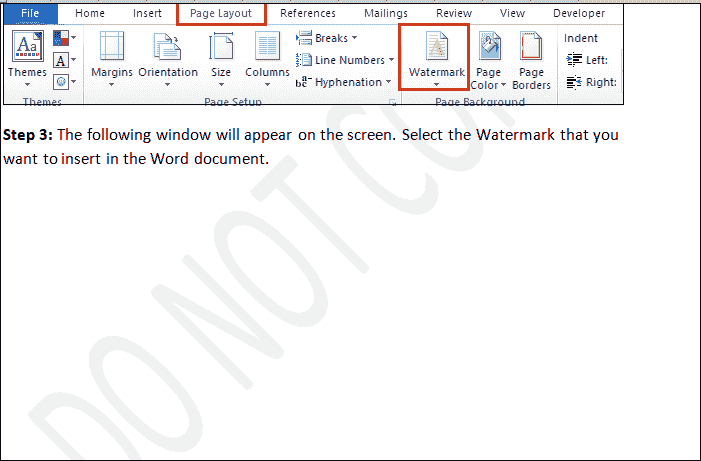 File Home Insert Page Layout References Mailings Review View Developer
Themes
A
Margins Orientation Size Columns
Breaks
Line Numbers
Hyphenation
Watermark Page Color Page Borders
Indent
Left:
Right:
Themes Page Setup Page Background
Step 3: The following window will appear on the screen. Select the Watermark that you
want to insert in the Word document.
DO NOT CO